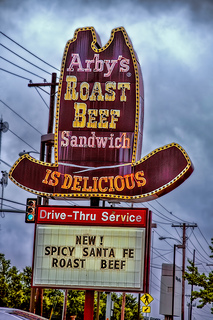 Arby's
ROAST
BEEF
Sandwich
IS DELICIOUS
Drive-Thru Service
NEW!
SPICY SANTA FE
ROAST BEEF